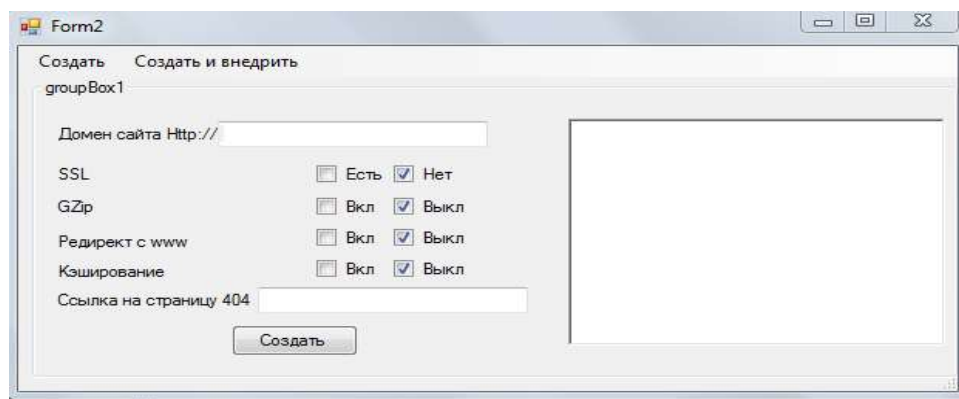 Form2
Создать Создать и внедрить
groupBox1
Домен сайта Http://
SSL Есть Нет
GZip Вкл Выкл
Редирект с www Вкл Выкл
Кэширование Вкл Выкл
Ссылка на страницу 404
Создать